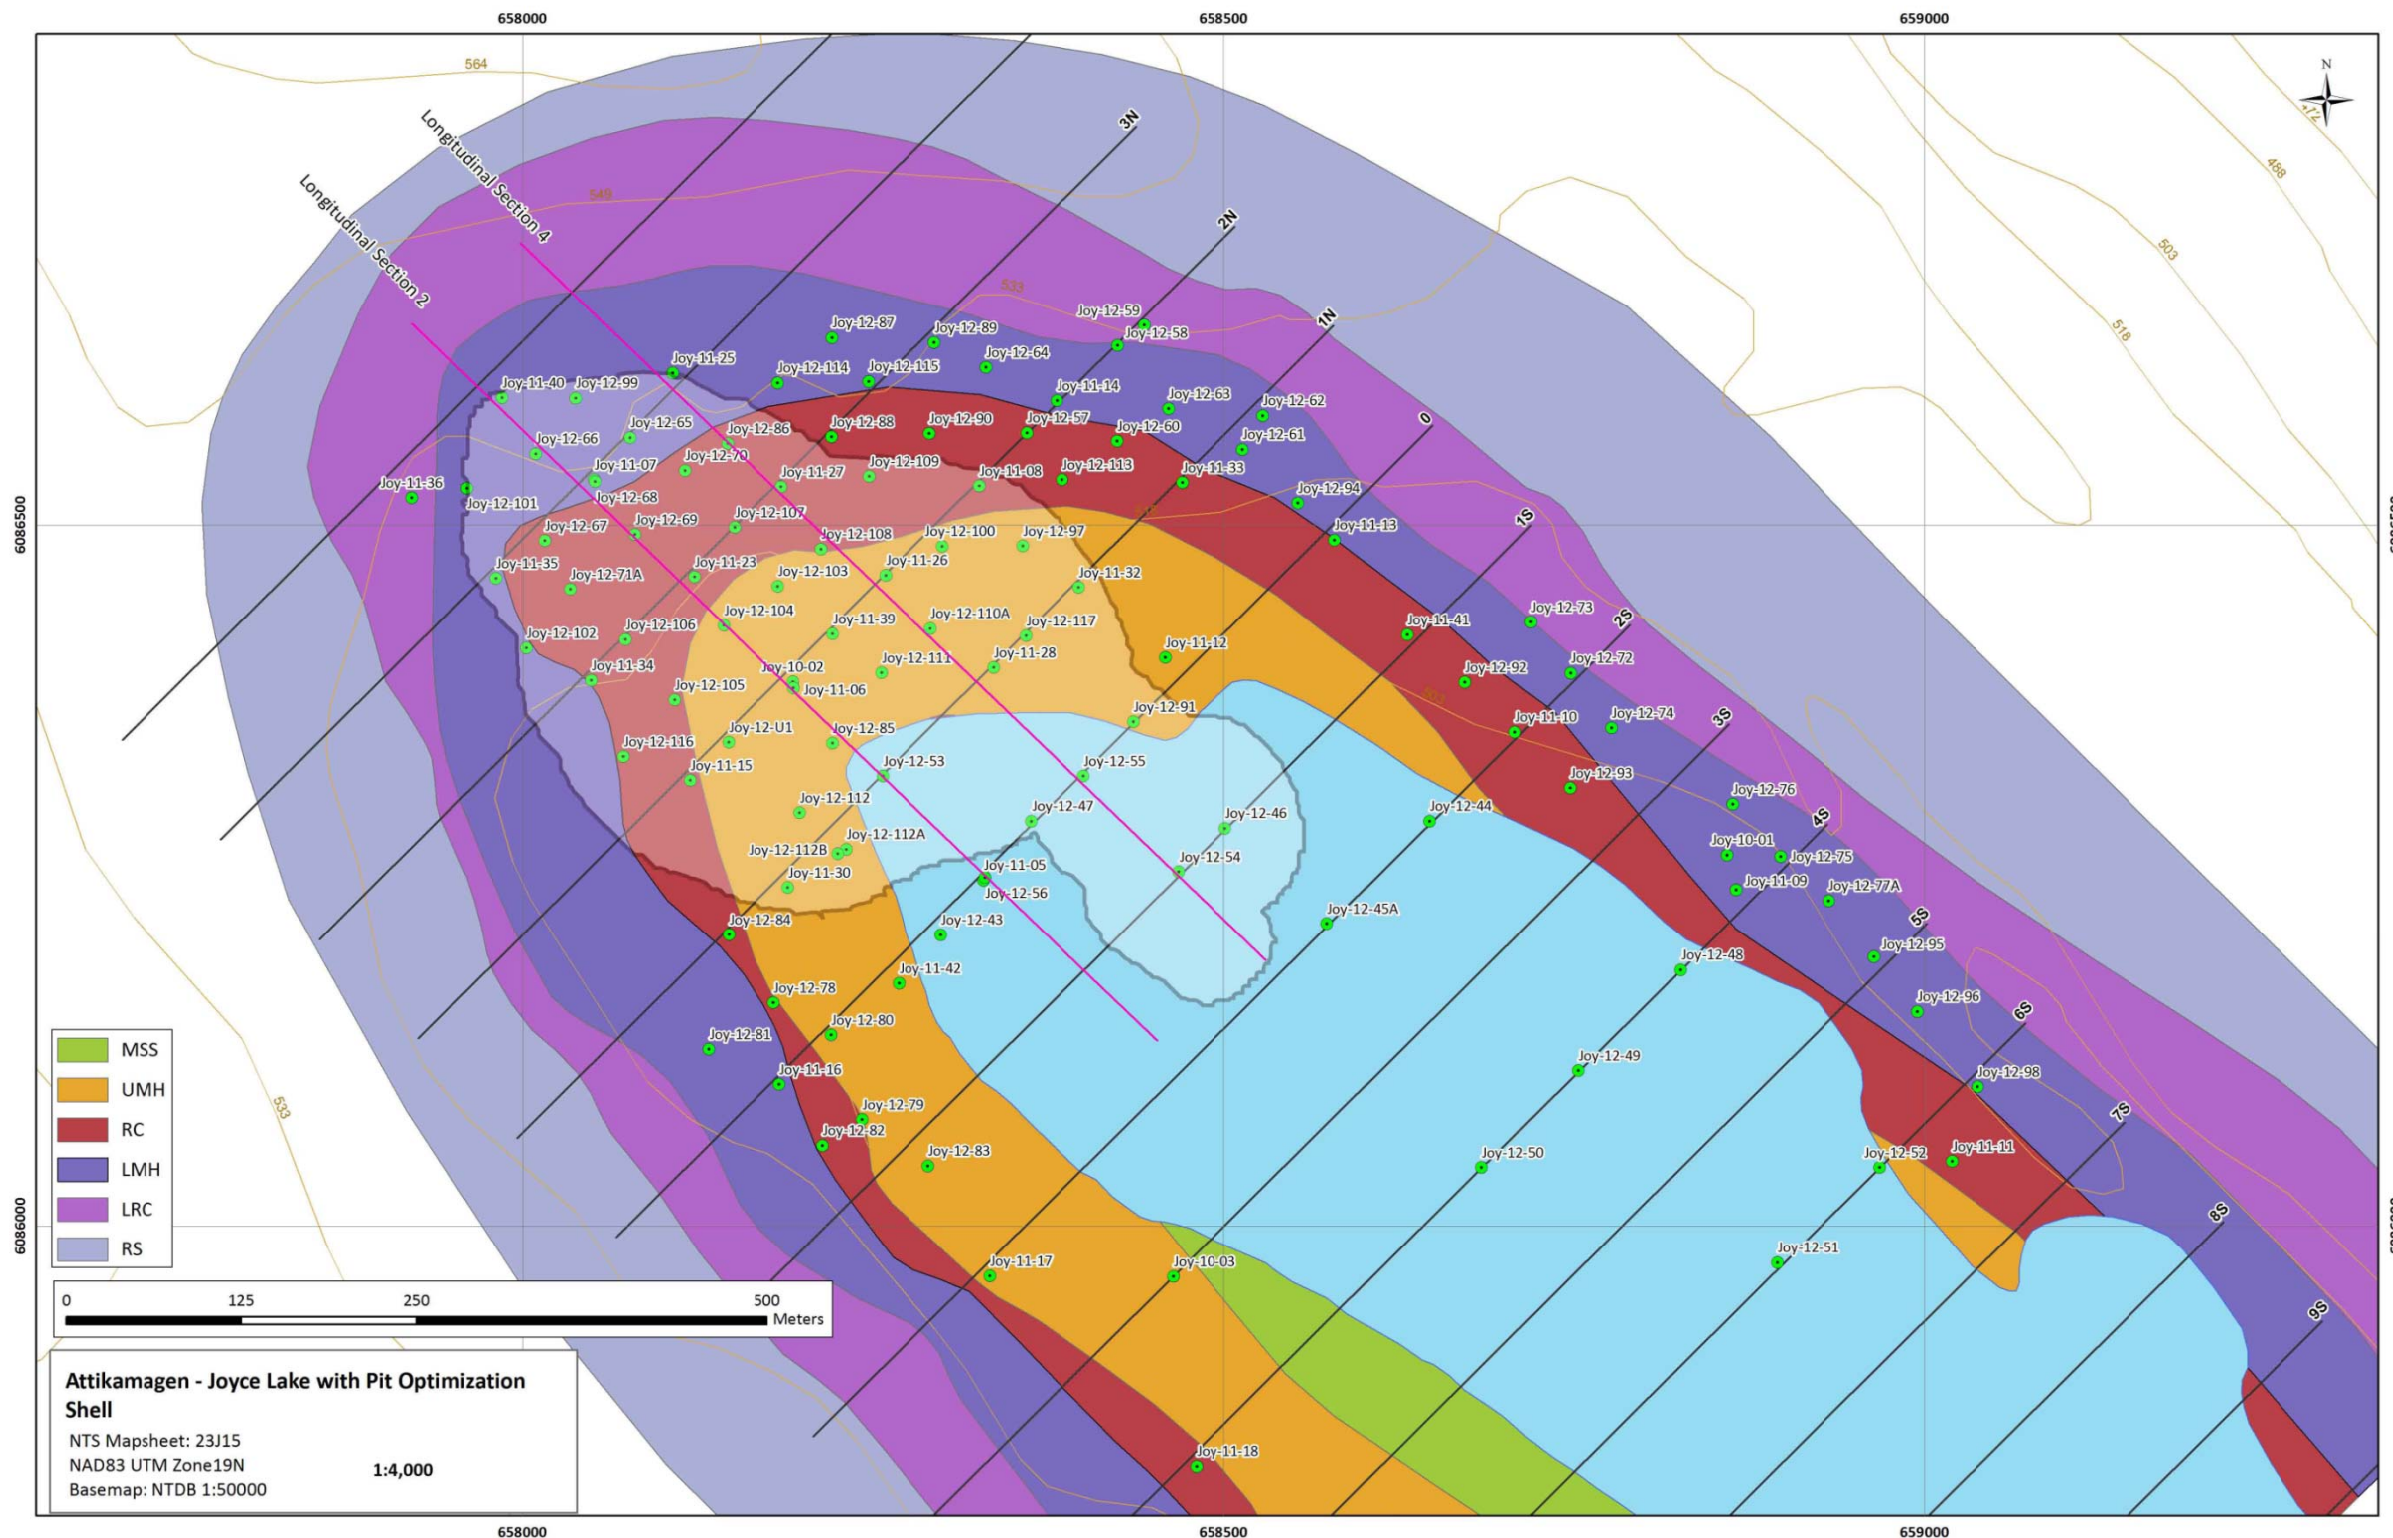 658000
658500
659000
N
564
472
488
503
518
549
533
3N
2N
1N
0
1S
2S
3S
4S
5S
6S
7S
8S
9S
Longitudinal Section 4
Longitudinal Section 2
Joy-12-59
Joy-12-87
Joy-12-89
Joy-12-58
Joy-12-64
Joy-11-25
Joy-12-114
Joy-12-115
Joy-11-40
Joy-12-99
Joy-11-14
Joy-12-63
Joy-12-62
Joy-12-65
Joy-12-86
Joy-12-88
Joy-12-90
Joy-12-57
Joy-12-60
Joy-12-61
Joy-12-66
Joy-12-70
Joy-11-07
Joy-11-27
Joy-12-109
Joy-11-08
Joy-12-113
Joy-11-33
Joy-11-36
Joy-12-101
Joy-12-68
Joy-12-94
6086500
Joy-12-67
Joy-12-69
Joy-12-107
Joy-12-108
Joy-12-100
Joy-12-97
Joy-11-13
Joy-11-35
Joy-12-71A
Joy-11-23
Joy-12-103
Joy-11-26
Joy-11-32
Joy-12-104
Joy-11-39
Joy-12-110A
Joy-12-117
Joy-11-41
Joy-12-73
Joy-12-102
Joy-12-106
Joy-11-12
Joy-12-72
Joy-11-34
Joy-10-02
Joy-12-111
Joy-11-28
Joy-12-92
Joy-12-105
Joy-11-06
503
Joy-12-U1
Joy-12-85
Joy-12-91
Joy-11-10
Joy-12-74
Joy-12-116
Joy-11-15
Joy-12-53
Joy-12-55
Joy-12-93
Joy-12-112
Joy-12-47
Joy-12-46
Joy-12-44
Joy-12-76
Joy-12-112A
Joy-12-112B
Joy-10-01
Joy-12-75
Joy-11-05
Joy-12-54
Joy-11-30
Joy-12-56
Joy-11-09
Joy-12-77A
Joy-12-84
Joy-12-43
Joy-12-45A
Joy-12-95
Joy-11-42
Joy-12-48
Joy-12-78
Joy-12-80
Joy-12-96
Joy-12-81
Joy-11-16
Joy-12-49
Joy-12-98
533
Joy-12-79
Joy-12-82
Joy-12-83
Joy-12-50
Joy-12-52
Joy-11-11
6086000
Joy-11-17
Joy-10-03
Joy-12-51
Joy-11-18
MSS
UMH
RC
LMH
LRC
RS
0 125 250 500
Meters
Attikamagen - Joyce Lake with Pit Optimization
Shell
NTS Mapsheet: 23J15
NAD83 UTM Zone19N
1:4,000
Basemap: NTDB 1:50000
658000
658500
659000